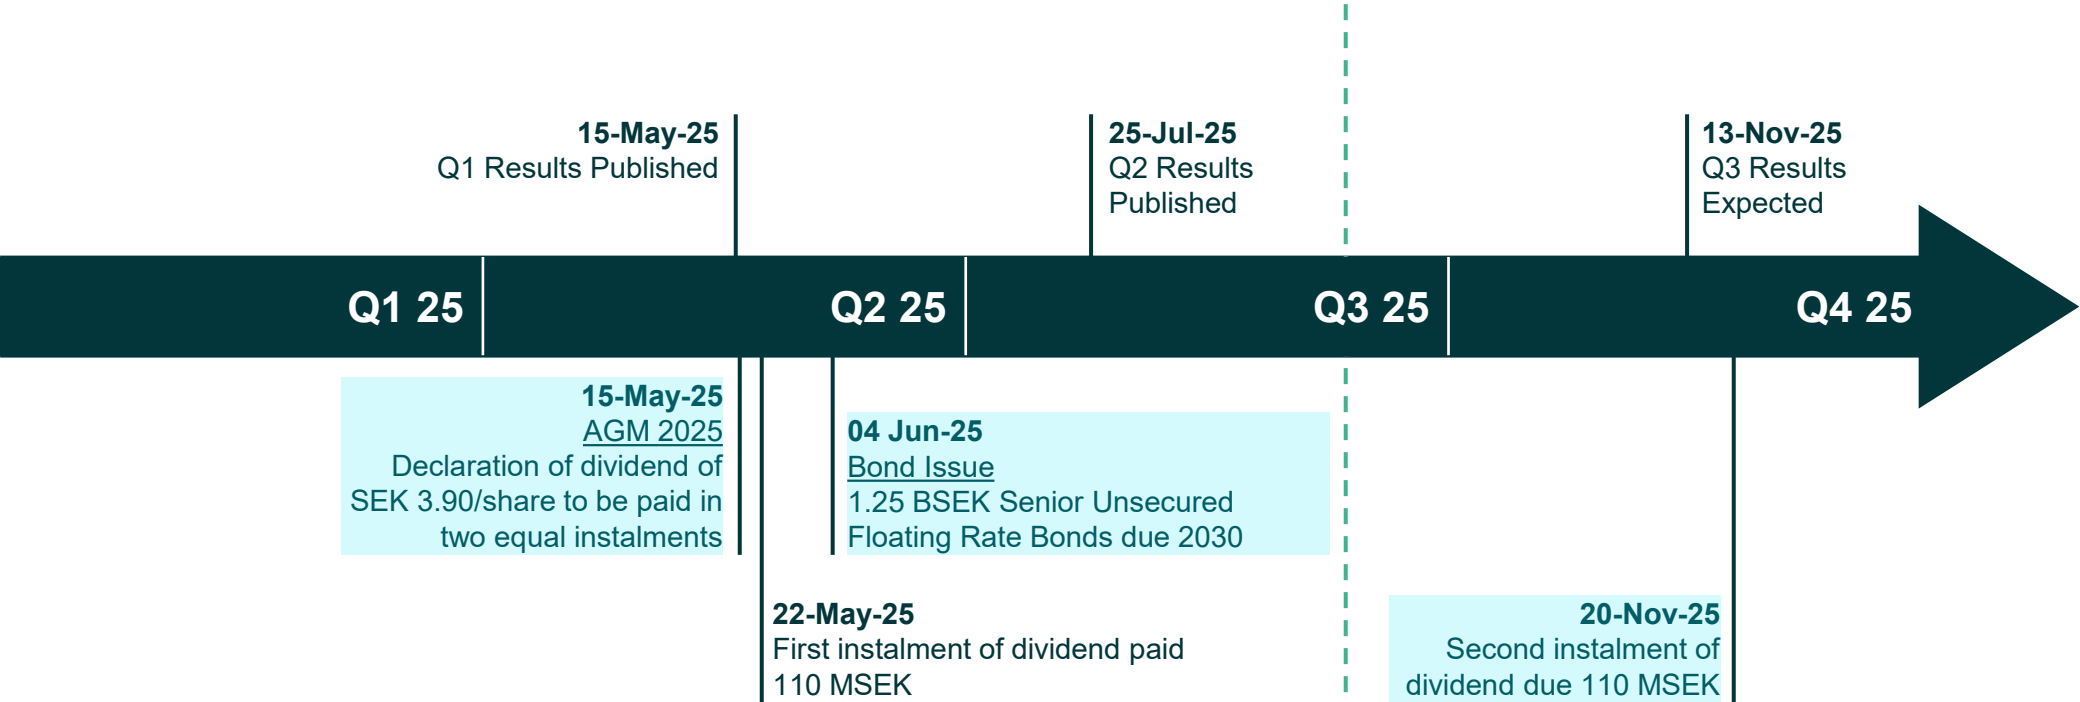 15-May-25
Q1 Results Published
25-Jul-25
Q2 Results
Published
13-Nov-25
Q3 Results
Expected
Q1 25
Q2 25
Q3 25
Q4 25
15-May-25
AGM 2025
Declaration of dividend of
SEK 3.90/share to be paid in
two equal instalments
04 Jun-25
Bond Issue
1.25 BSEK Senior Unsecured
Floating Rate Bonds due 2030
22-May-25
First instalment of dividend paid
110 MSEK
20-Nov-25
Second instalment of
dividend due 110 MSEK